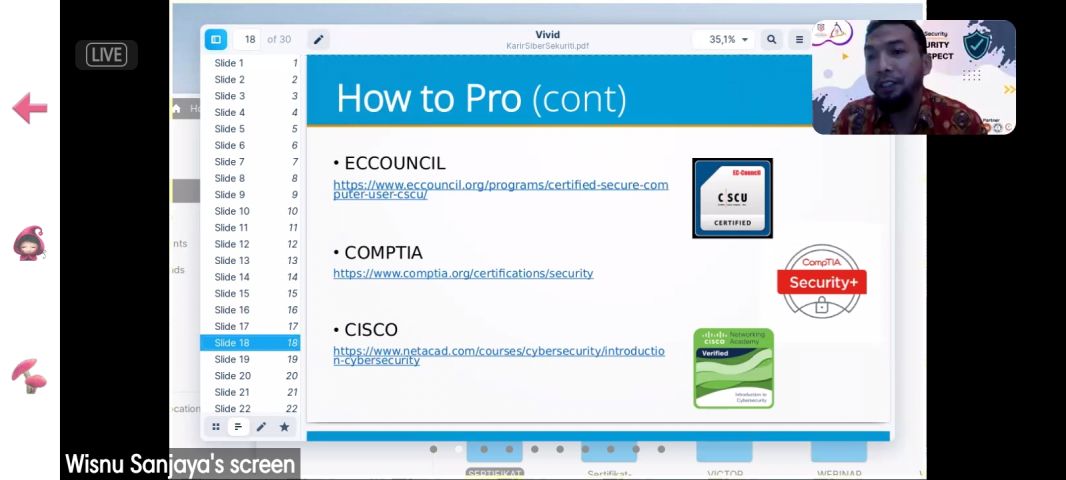 LIVE
18 of 30
Vivid
KarirSiberSekuriti.pdf
35,1%
Slide 1 1
Slide 2 2
Slide 3 3
Slide 4 4
Slide 5 5
Slide 6 6
Slide 7 7
Slide 8 8
Slide 9 9
Slide 10 10
Slide 11 11
Slide 12 12
Slide 13 13
Slide 14 14
Slide 15 15
Slide 16 16
Slide 17 17
Slide 18 18
Slide 19 19
Slide 20 20
Slide 21 21
Slide 22 22
How to Pro (cont)
• ECCOUNCIL
https://www.eccouncil.org/programs/certified-secure-com
puter-user-cscu/
EC-Council
CSCU
CERTIFIED
• COMPTIA
https://www.comptia.org/certifications/security
CompTIA
Security+
• CISCO
https://www.netacad.com/courses/cybersecurity/introductio
n-cybersecurity
Networking
CISCO Academy
Verified
Introduction to
Cybersecurity
Security
URITY
SPECT
Partner
nts
ds
ocation
Wisnu Sanjaya's screen
SERTIFIKAT
Sertifikat-
VICTOR
WEBINAR